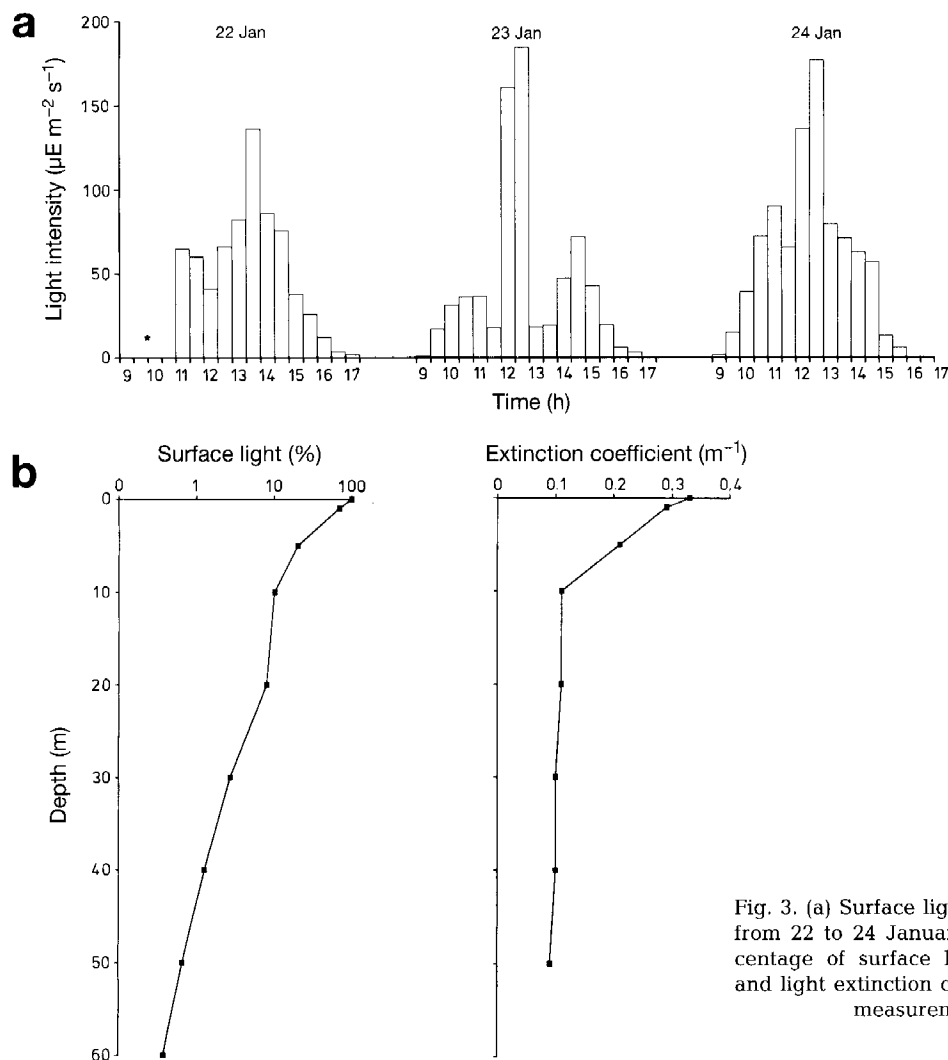 a
22 Jan
23 Jan
24 Jan
Light intensity (µE m⁻² s⁻¹)
200
150
100
50
0
9 10 11 12 13 14 15 16 17
9 10 11 12 13 14 15 16 17
9 10 11 12 13 14 15 16 17
*
Time (h)
b
Surface light (%)
0 1 10 100
Extinction coefficient (m⁻¹)
0 0.1 0.2 0,3 0,4
Depth (m)
0
10
20
30
40
50
60
Fig. 3. (a) Surface lig
from 22 to 24 Januar
centage of surface l
and light extinction c
measuremen